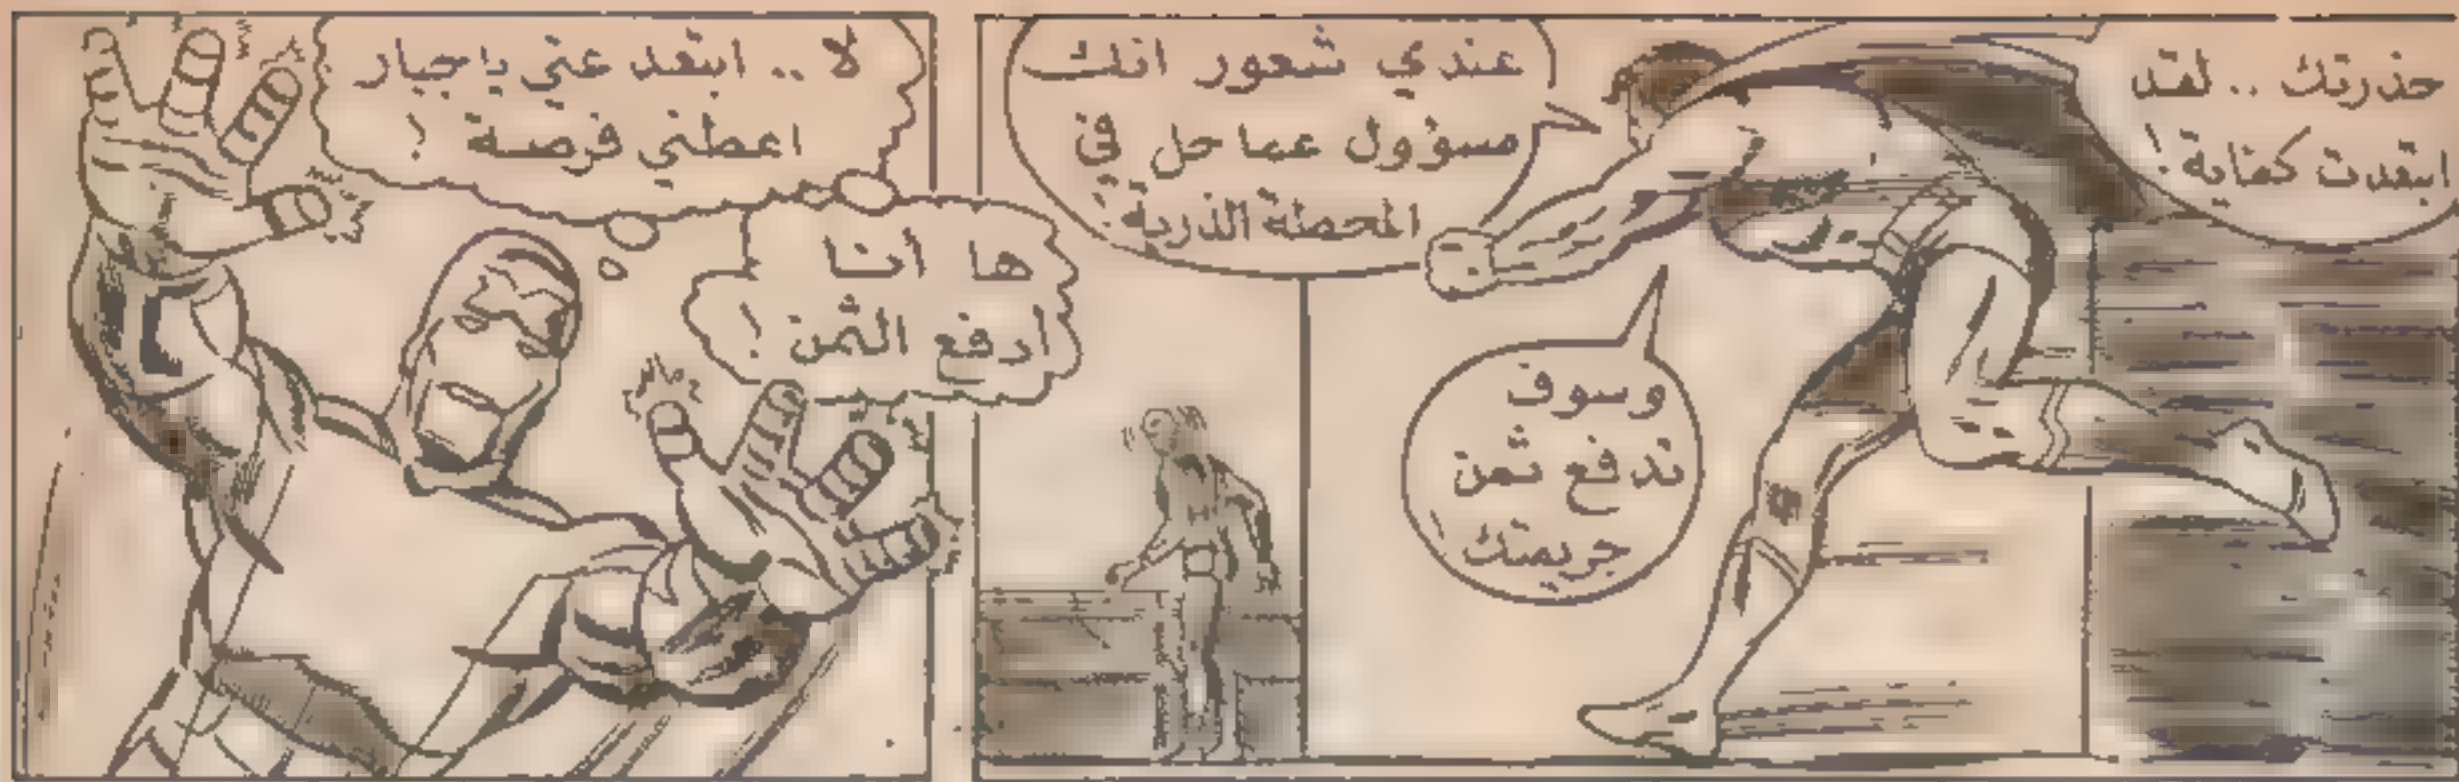 حذرتك .. لقد
ابتعدت كفاية !
عندي شعور انك
مسؤول عما حل في
المحطة الذرية .
وسوف
تدفع ثمن
جريمتك !
لا .. ابتعد عني يا جبار
اعطني فرصة !
ها أنا
ادفع الثمن !